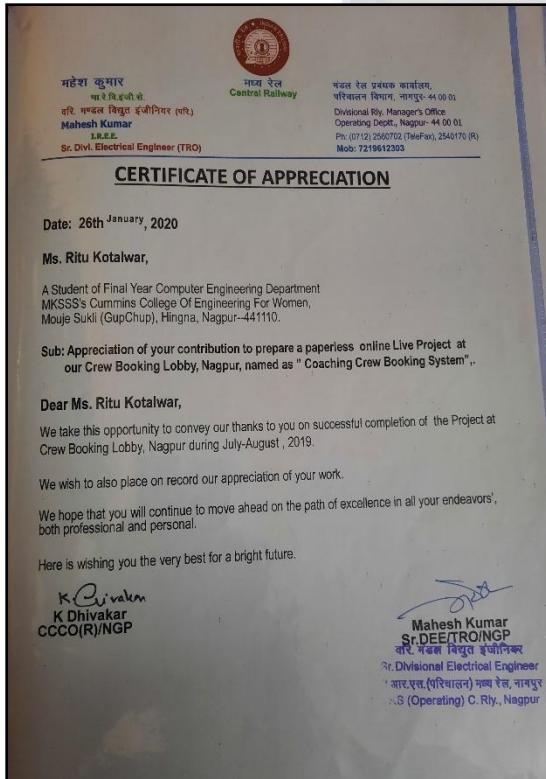 महेश कुमार
भा.रे.वि.इंजी.से.
वरि. मण्डल विद्युत इंजीनियर (परि.)
Mahesh Kumar
I.R.E.E.
Sr. Divl. Electrical Engineer (TRO)
मध्य रेल
Central Railway
मंडल रेल प्रबंधक कार्यालय,
परिचालन विभाग, नागपुर- 44 00 01
Divisional Rly. Manager's Office
Operating Deptt., Nagpur- 44 00 01
Ph: (0712) 2560702 (TeleFax), 2540170 (R)
Mob: 7219612303
CERTIFICATE OF APPRECIATION
Date: 26th January, 2020
Ms. Ritu Kotalwar,
A Student of Final Year Computer Engineering Department
MKSSS's Cummins College Of Engineering For Women,
Mouje Sukli (GupChup), Hingna, Nagpur--441110.
Sub: Appreciation of your contribution to prepare a paperless online Live Project at
our Crew Booking Lobby, Nagpur, named as " Coaching Crew Booking System",.
Dear Ms. Ritu Kotalwar,
We take this opportunity to convey our thanks to you on successful completion of the Project at
Crew Booking Lobby, Nagpur during July-August , 2019.
We wish to also place on record our appreciation of your work.
We hope that you will continue to move ahead on the path of excellence in all your endeavors',
both professional and personal.
Here is wishing you the very best for a bright future.
K Dhivakar
CCCO(R)/NGP
Mahesh Kumar
Sr.DEE/TRO/NGP
वरि. मंडल विद्युत इंजीनियर
Sr. Divisional Electrical Engineer
आर.एस.(परिचालन) मध्य रेल, नागपुर
(Operating) C. Rly., Nagpur